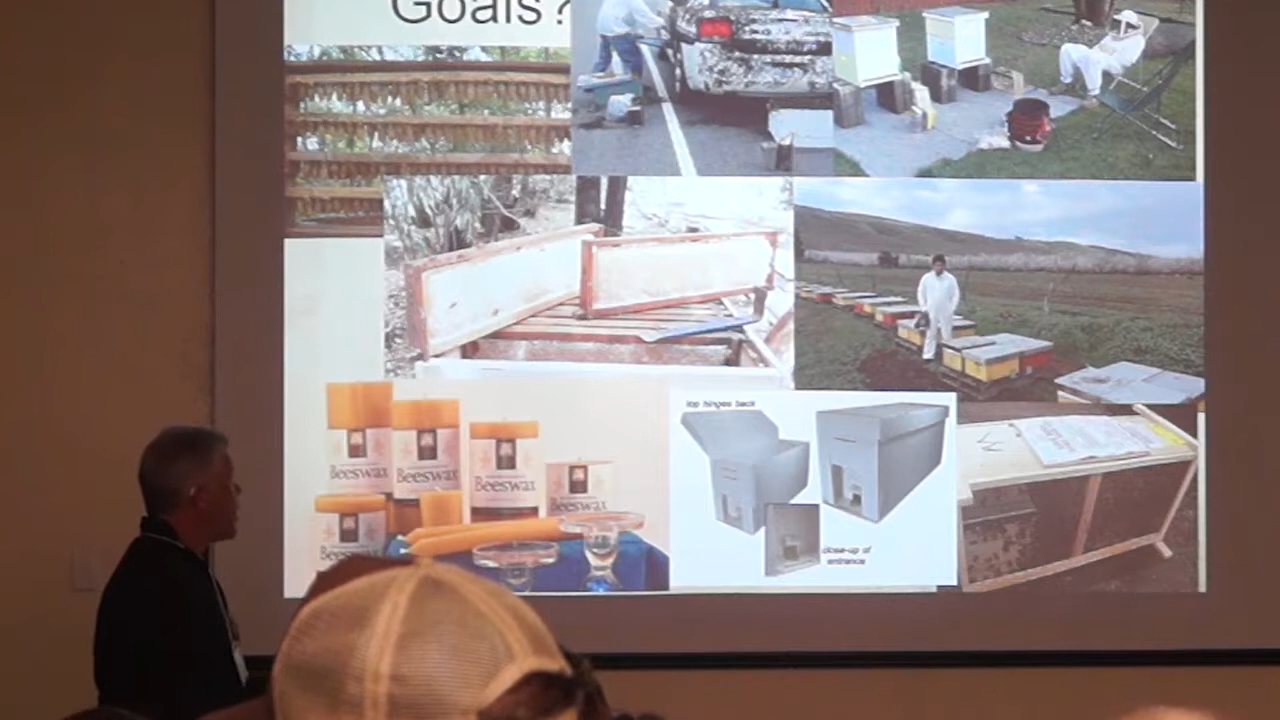 Goals?
top hinges back
Beeswax
Beeswax
Beeswax
Beeswax
close-up of
entrance